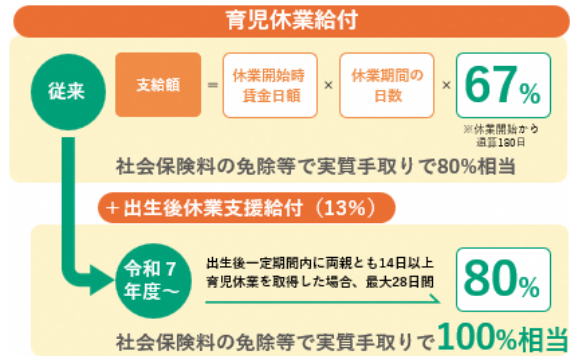 育児休業給付
従来
支給額 = 休業開始時賃金日額 × 休業期間の日数 × 67%
※休業開始から
通算180日
社会保険料の免除等で実質手取りで80%相当
+出生後休業支援給付(13%)
令和7
年度~
出生後一定期間内に両親とも14日以上
育児休業を取得した場合、最大28日間
80%
社会保険料の免除等で実質手取りで100%相当